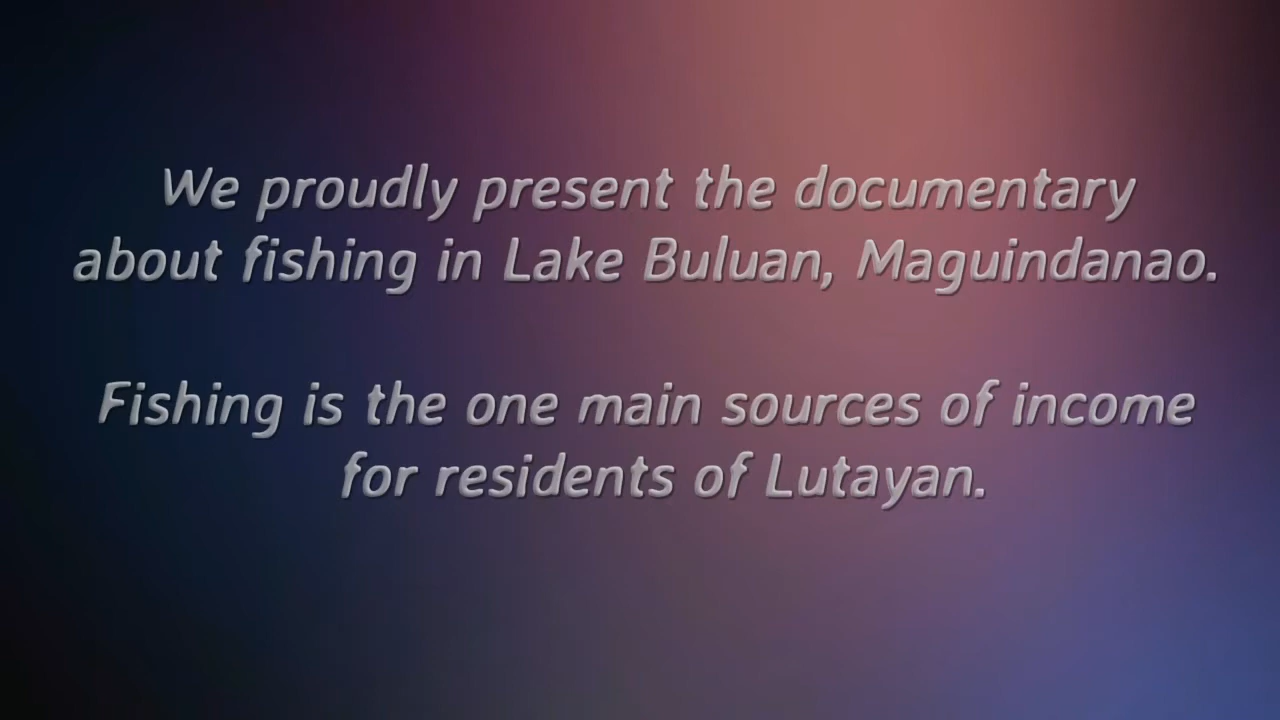 We proudly present the documentary
about fishing in Lake Buluan, Maguindanao.
Fishing is the one main sources of income
for residents of Lutayan.